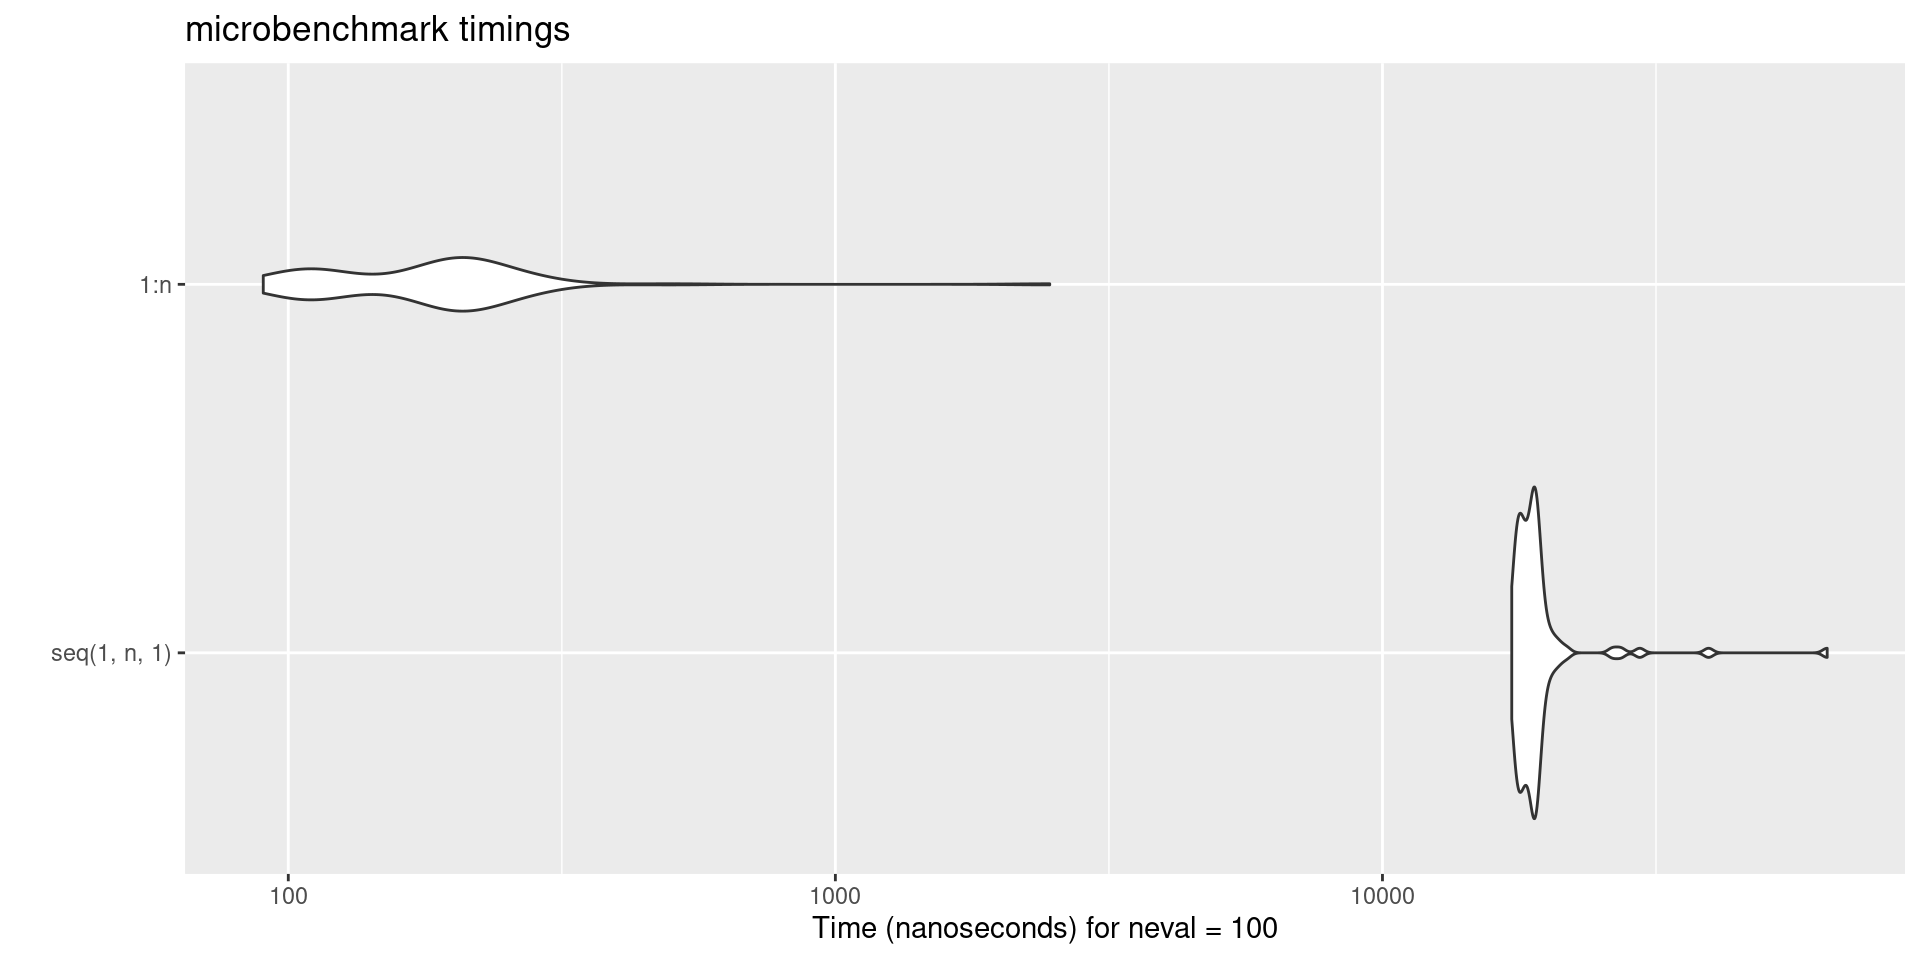 microbenchmark timings
1:n
seq(1, n, 1)
100 1000 10000
Time (nanoseconds) for neval = 100